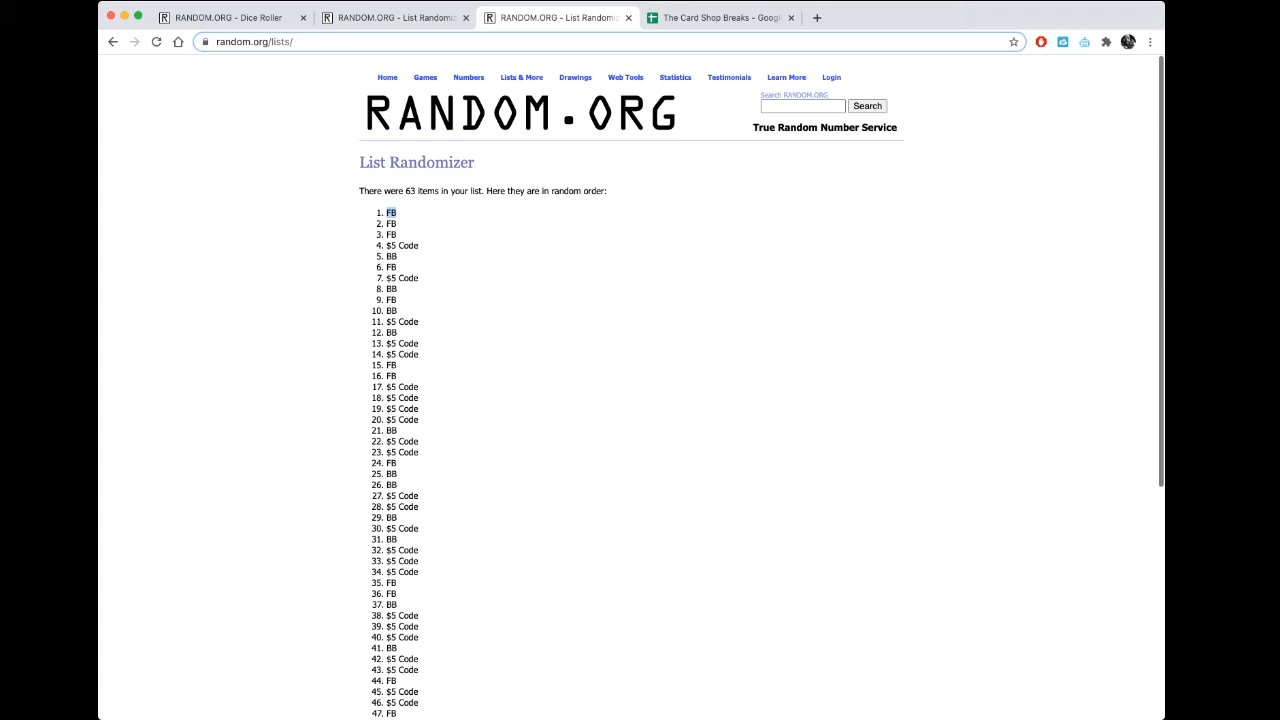 RANDOM.ORG - Dice Roller
RANDOM.ORG - List Randomiz
RANDOM.ORG - List Randomiz
The Card Shop Breaks - Googl
random.org/lists/
Home Games Numbers Lists & More Drawings Web Tools Statistics Testimonials Learn More Login
Search RANDOM.ORG
Search
RANDOM.ORG
True Random Number Service
List Randomizer
There were 63 items in your list. Here they are in random order:
1. FB
2. FB
3. FB
4. $5 Code
5. BB
6. FB
7. $5 Code
8. BB
9. FB
10. BB
11. $5 Code
12. BB
13. $5 Code
14. $5 Code
15. FB
16. FB
17. $5 Code
18. $5 Code
19. $5 Code
20. $5 Code
21. BB
22. $5 Code
23. $5 Code
24. FB
25. BB
26. BB
27. $5 Code
28. $5 Code
29. BB
30. $5 Code
31. BB
32. $5 Code
33. $5 Code
34. $5 Code
35. FB
36. FB
37. BB
38. $5 Code
39. $5 Code
40. $5 Code
41. BB
42. $5 Code
43. $5 Code
44. FB
45. $5 Code
46. $5 Code
47. FB